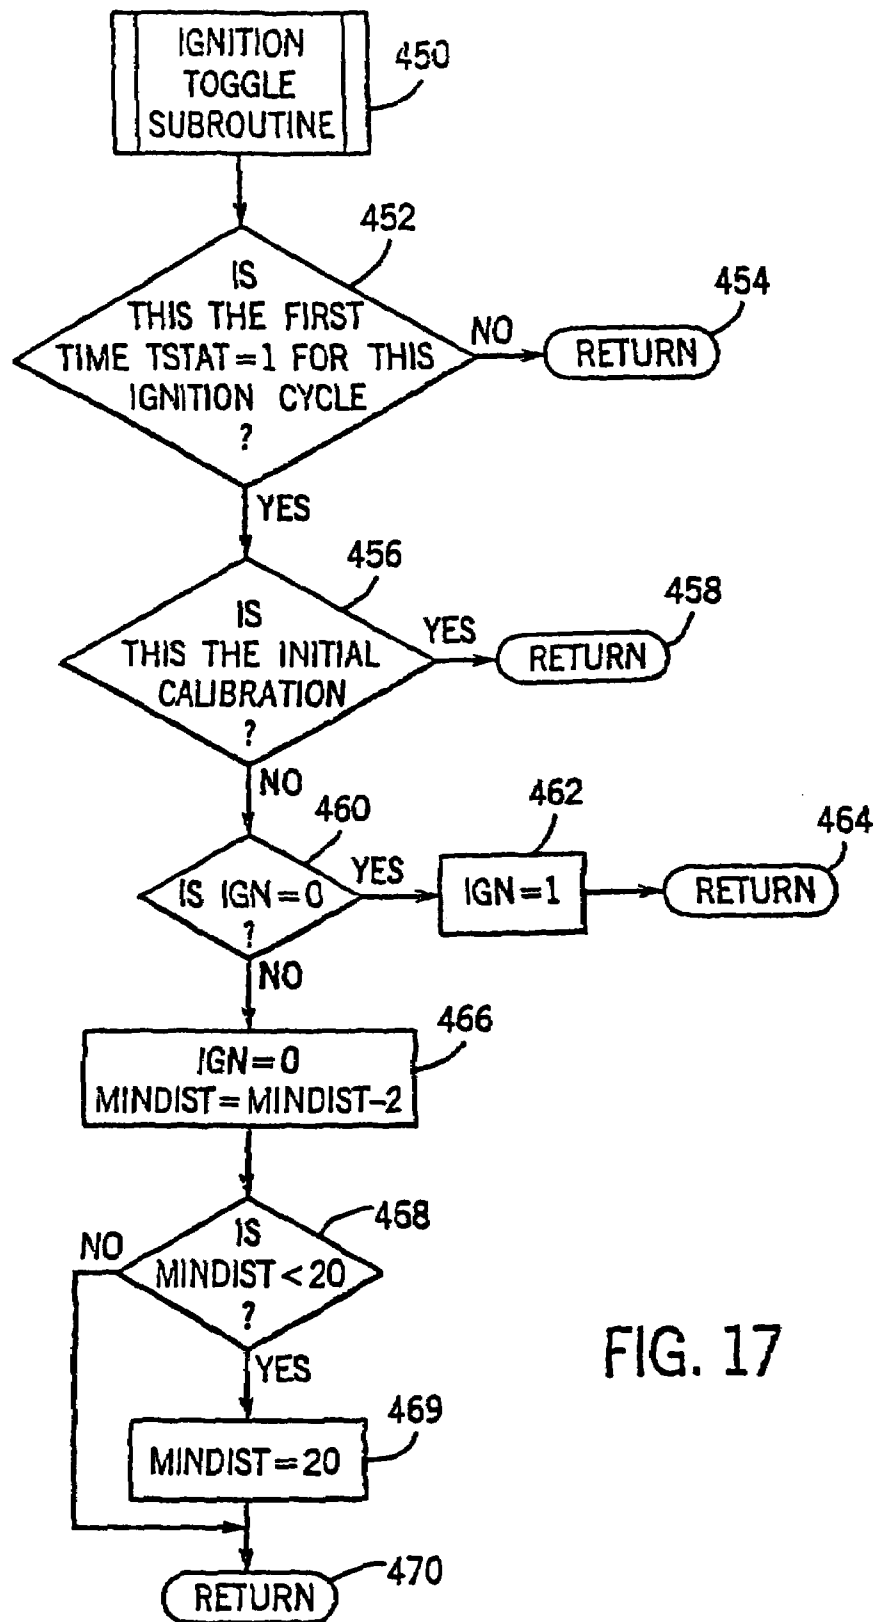 IGNITION
TOGGLE
SUBROUTINE
450
452
IS
THIS THE FIRST
TIME TSTAT=1 FOR THIS
IGNITION CYCLE
?
NO
454
RETURN
YES
456
IS
THIS THE INITIAL
CALIBRATION
?
YES
458
RETURN
NO
460
IS IGN=0
?
YES
462
IGN=1
464
RETURN
NO
466
IGN=0
MINDIST=MINDIST-2
468
IS
MINDIST<20
?
NO
YES
469
MINDIST=20
470
RETURN
FIG. 17